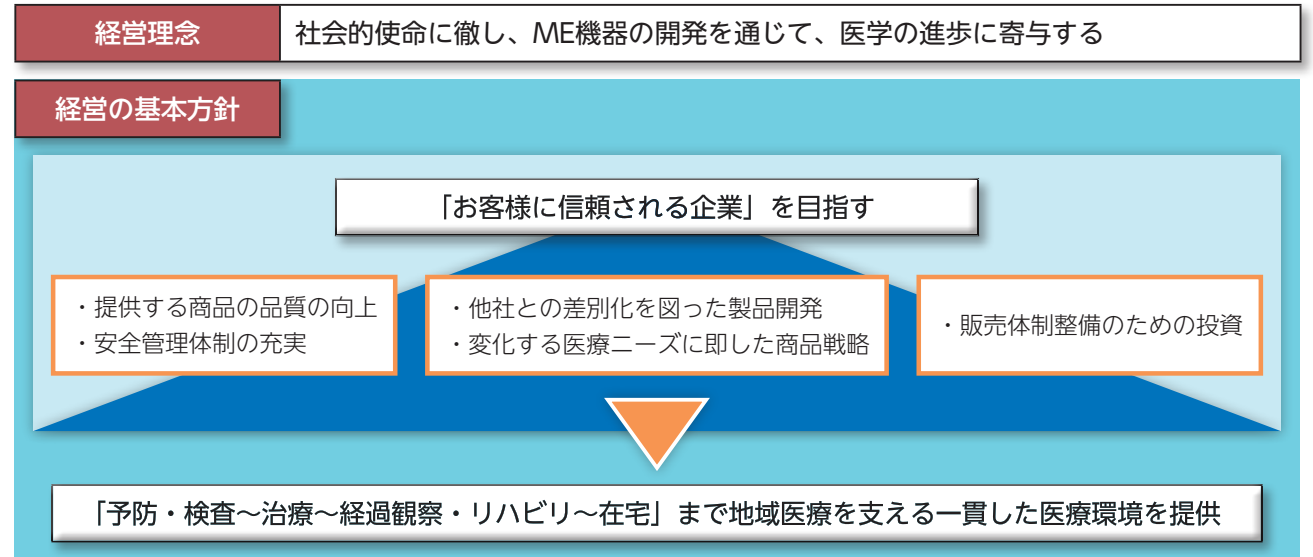 経営理念
社会的使命に徹し、ME機器の開発を通じて、医学の進歩に寄与する
経営の基本方針
「お客様に信頼される企業」を目指す
・提供する商品の品質の向上
・安全管理体制の充実
・他社との差別化を図った製品開発
・変化する医療ニーズに即した商品戦略
・販売体制整備のための投資
「予防・検査～治療～経過観察・リハビリ～在宅」まで地域医療を支える一貫した医療環境を提供